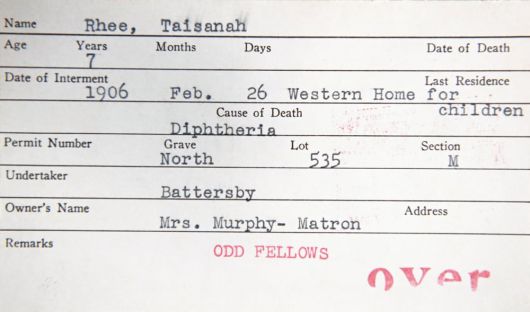 Name Rhee, Taisanah
Age Years Months Days Date of Death
7
Date of Interment Last Residence
1906 Feb. 26 Western Home for
children
Cause of Death
Diphtheria
Permit Number Grave Lot Section
North 535 M
Undertaker
Battersby
Owner's Name Address
Mrs. Murphy- Matron
Remarks
ODD FELLOWS
over